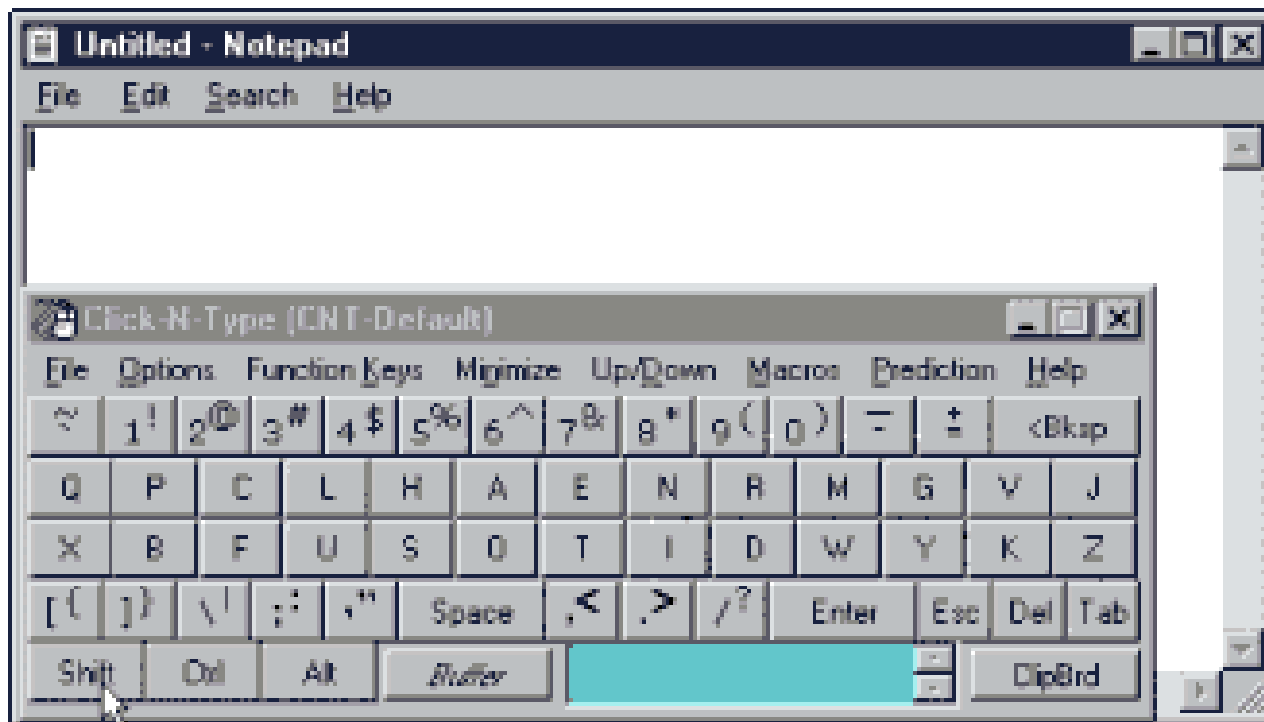 Untitled - Notepad
File Edit Search Help
Click-N-Type (CNT-Default)
File Options Function Keys Minimize Up/Down Macros Prediction Help
~ 1! 2@ 3# 4$ 5% 6^ 7& 8* 9( 0) - ± <Bksp
Q P C L H A E N R M G V J
X B F U S O T I D W Y K Z
[{ ]} \| ;: '" Space ,< .> /? Enter Esc Del Tab
Shift Ctrl Alt Buffer ClipBrd